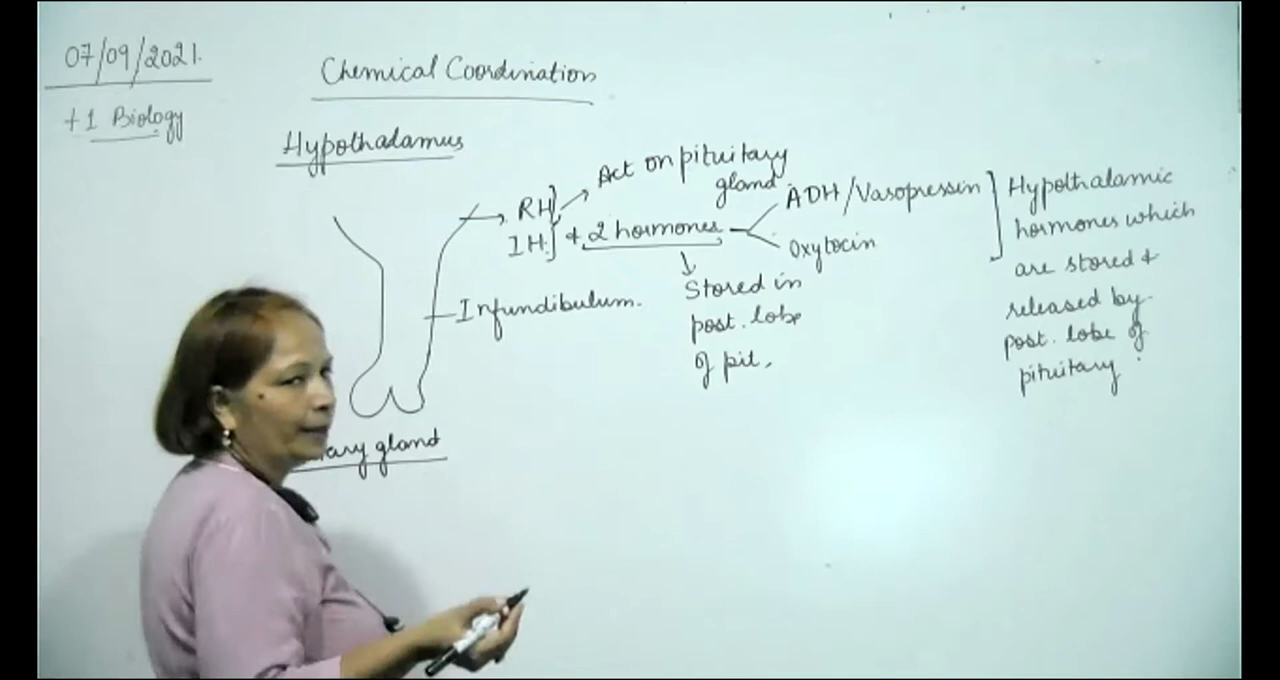 07/09/2021.
+1 Biology
Chemical Coordination
Hypothalamus
RH
IH
+ 2 hormones
Act on pituitary
gland
ADH/Vasopressin
Oxytocin
Stored in
post. lobe
of pit.
Hypothalamic
hormones which
are stored &
released by
post. lobe of
pituitary.
Infundibulum.
ary gland